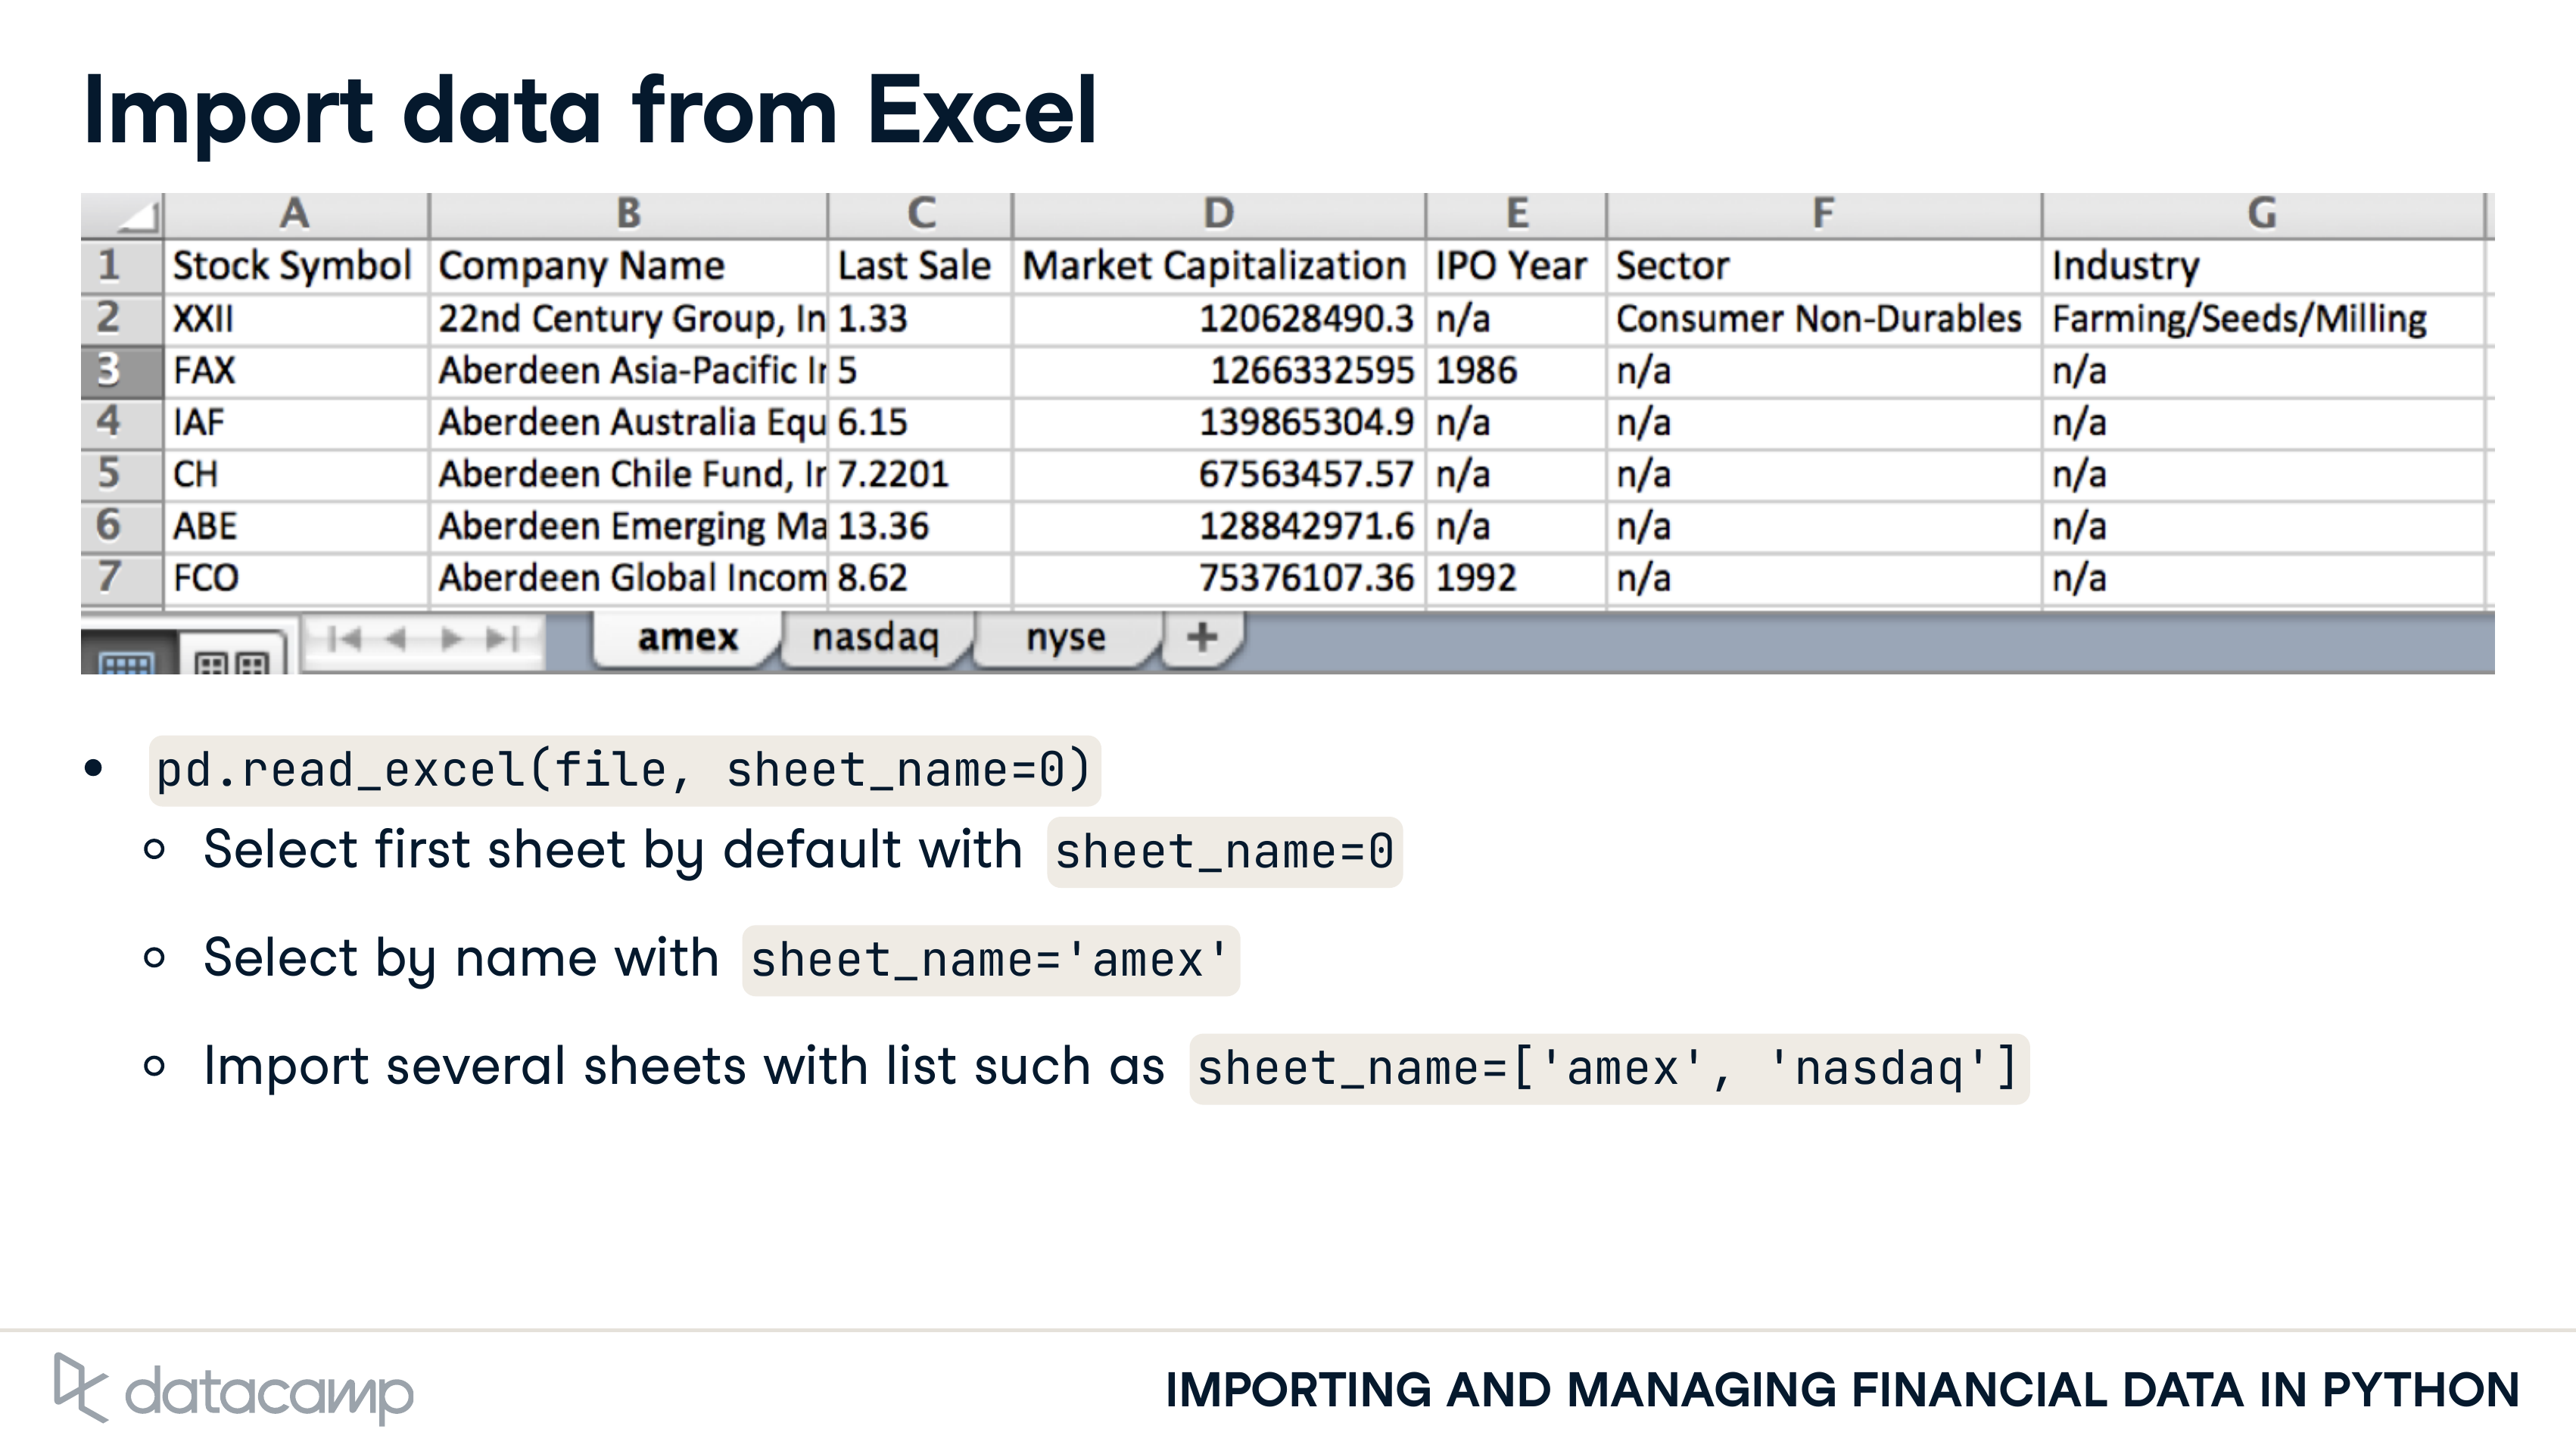 Import data from Excel
A B C D E F G
1 Stock Symbol Company Name Last Sale Market Capitalization IPO Year Sector Industry
2 XXII 22nd Century Group, In 1.33 120628490.3 n/a Consumer Non-Durables Farming/Seeds/Milling
3 FAX Aberdeen Asia-Pacific Ir 5 1266332595 1986 n/a n/a
4 IAF Aberdeen Australia Equ 6.15 139865304.9 n/a n/a n/a
5 CH Aberdeen Chile Fund, Ir 7.2201 67563457.57 n/a n/a n/a
6 ABE Aberdeen Emerging Ma 13.36 128842971.6 n/a n/a n/a
7 FCO Aberdeen Global Incom 8.62 75376107.36 1992 n/a n/a
amex nasdaq nyse +
• pd.read_excel(file, sheet_name=0)
○ Select first sheet by default with sheet_name=0
○ Select by name with sheet_name='amex'
○ Import several sheets with list such as sheet_name=['amex', 'nasdaq']
datacamp
IMPORTING AND MANAGING FINANCIAL DATA IN PYTHON